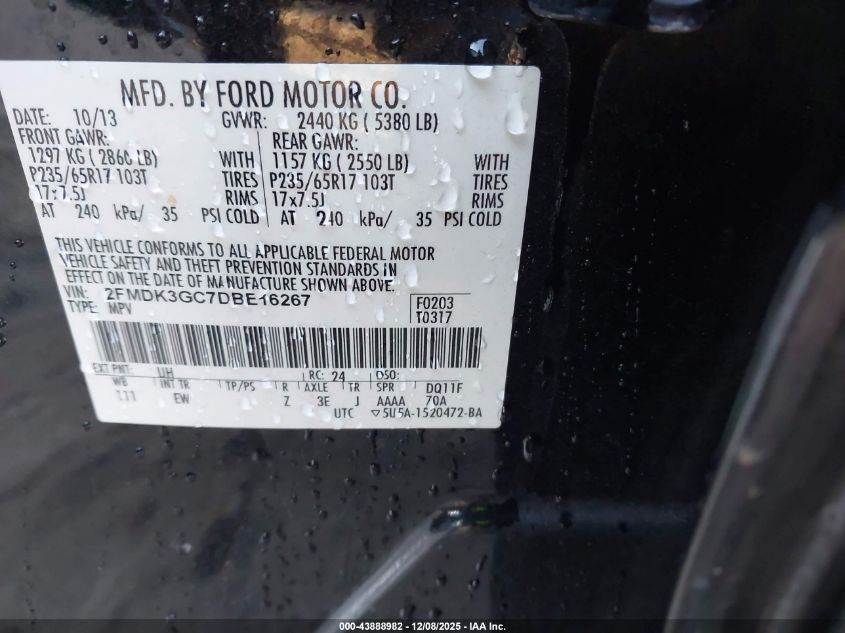 MFD. BY FORD MOTOR CO.
DATE: 10/13 GVWR: 2440 KG ( 5380 LB)
FRONT GAWR: REAR GAWR:
1297 KG ( 2860 LB) WITH 1157 KG ( 2550 LB) WITH
P235/65R17 103T TIRES P235/65R17 103T TIRES
17x7.5J RIMS 17x7.5J RIMS
AT 240 kPa/ 35 PSI COLD AT 240 kPa/ 35 PSI COLD
THIS VEHICLE CONFORMS TO ALL APPLICABLE FEDERAL MOTOR
VEHICLE SAFETY AND THEFT PREVENTION STANDARDS IN
EFFECT ON THE DATE OF MANUFACTURE SHOWN ABOVE.
VIN: 2FMDK3GC7DBE16267 F0203
TYPE: MPV T0317
EXT PNT: UH RC: 24 DSO:
WB INT TR TP/PS R AXLE TR SPR DQ11F
111 EW Z 3E J AAAA 70A
UTC ▽5U5A-1520472-BA
000-43888982 - 12/08/2025 - IAA Inc.